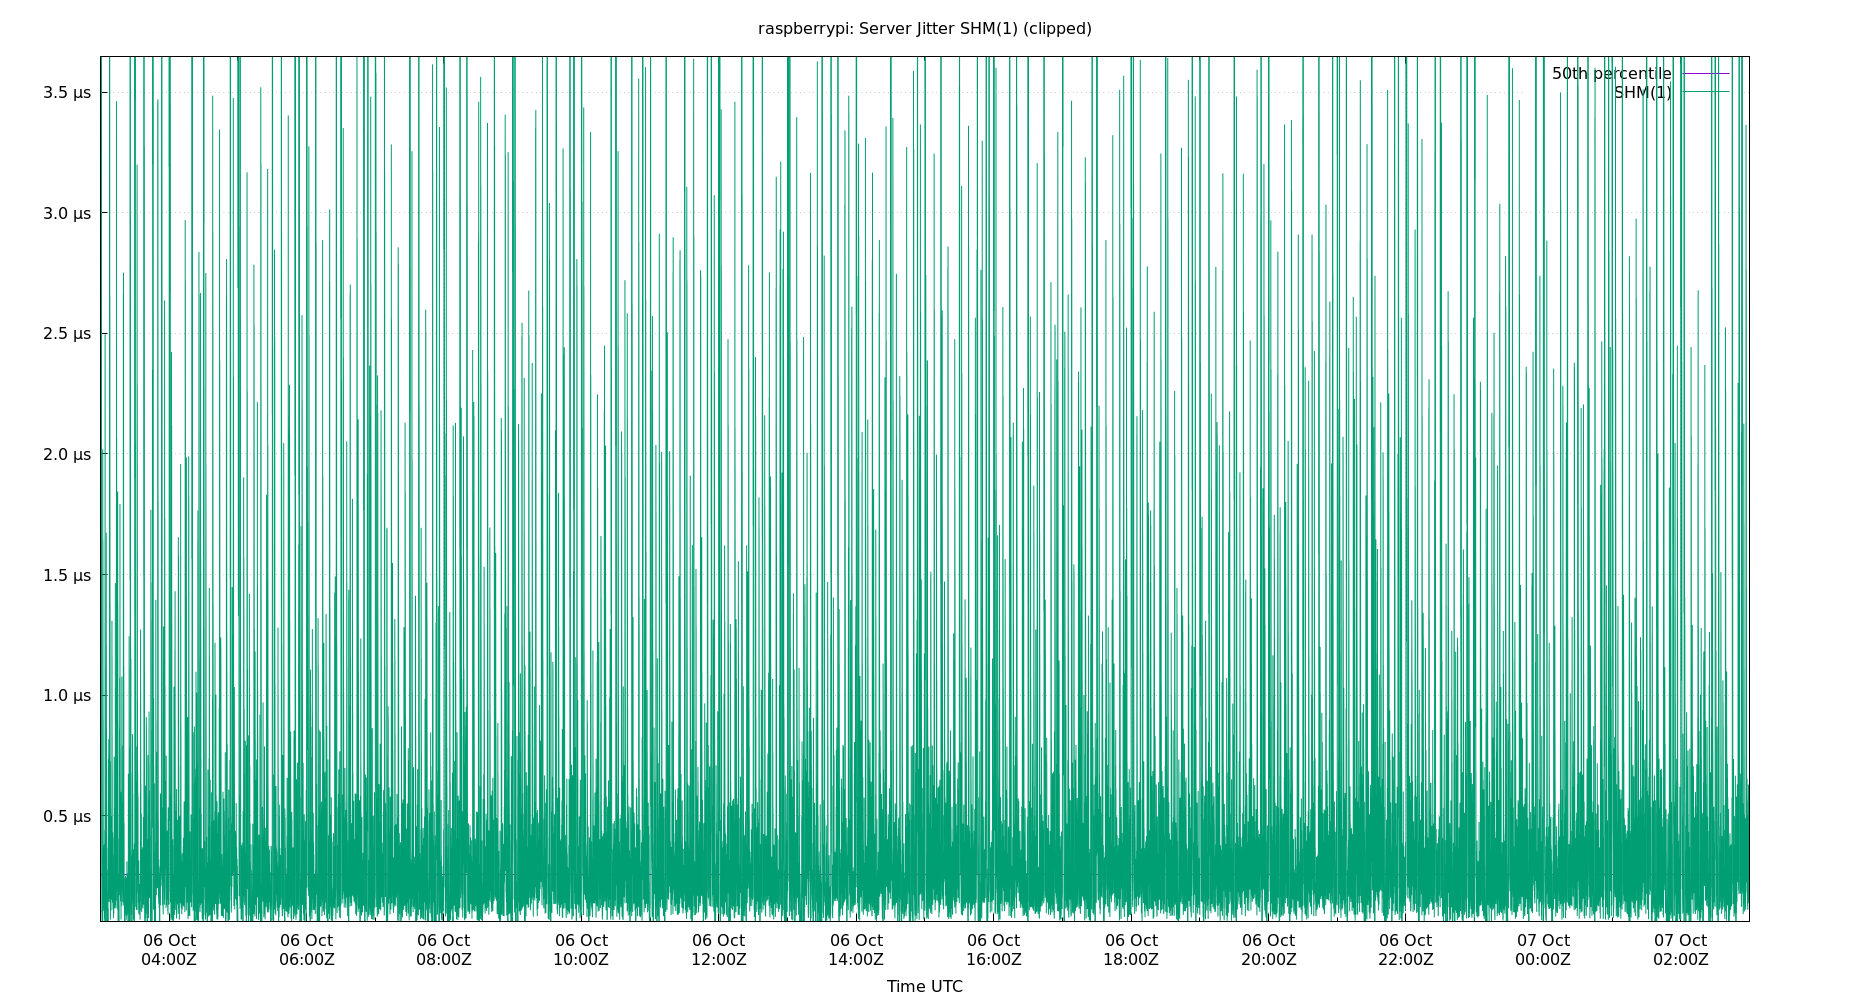 raspberrypi: Server Jitter SHM(1) (clipped)
50th percentile
SHM(1)
3.5 µs
3.0 µs
2.5 µs
2.0 µs
1.5 µs
1.0 µs
0.5 µs
06 Oct 06 Oct 06 Oct 06 Oct 06 Oct 06 Oct 06 Oct 06 Oct 06 Oct 06 Oct 07 Oct 07 Oct
04:00Z 06:00Z 08:00Z 10:00Z 12:00Z 14:00Z 16:00Z 18:00Z 20:00Z 22:00Z 00:00Z 02:00Z
Time UTC